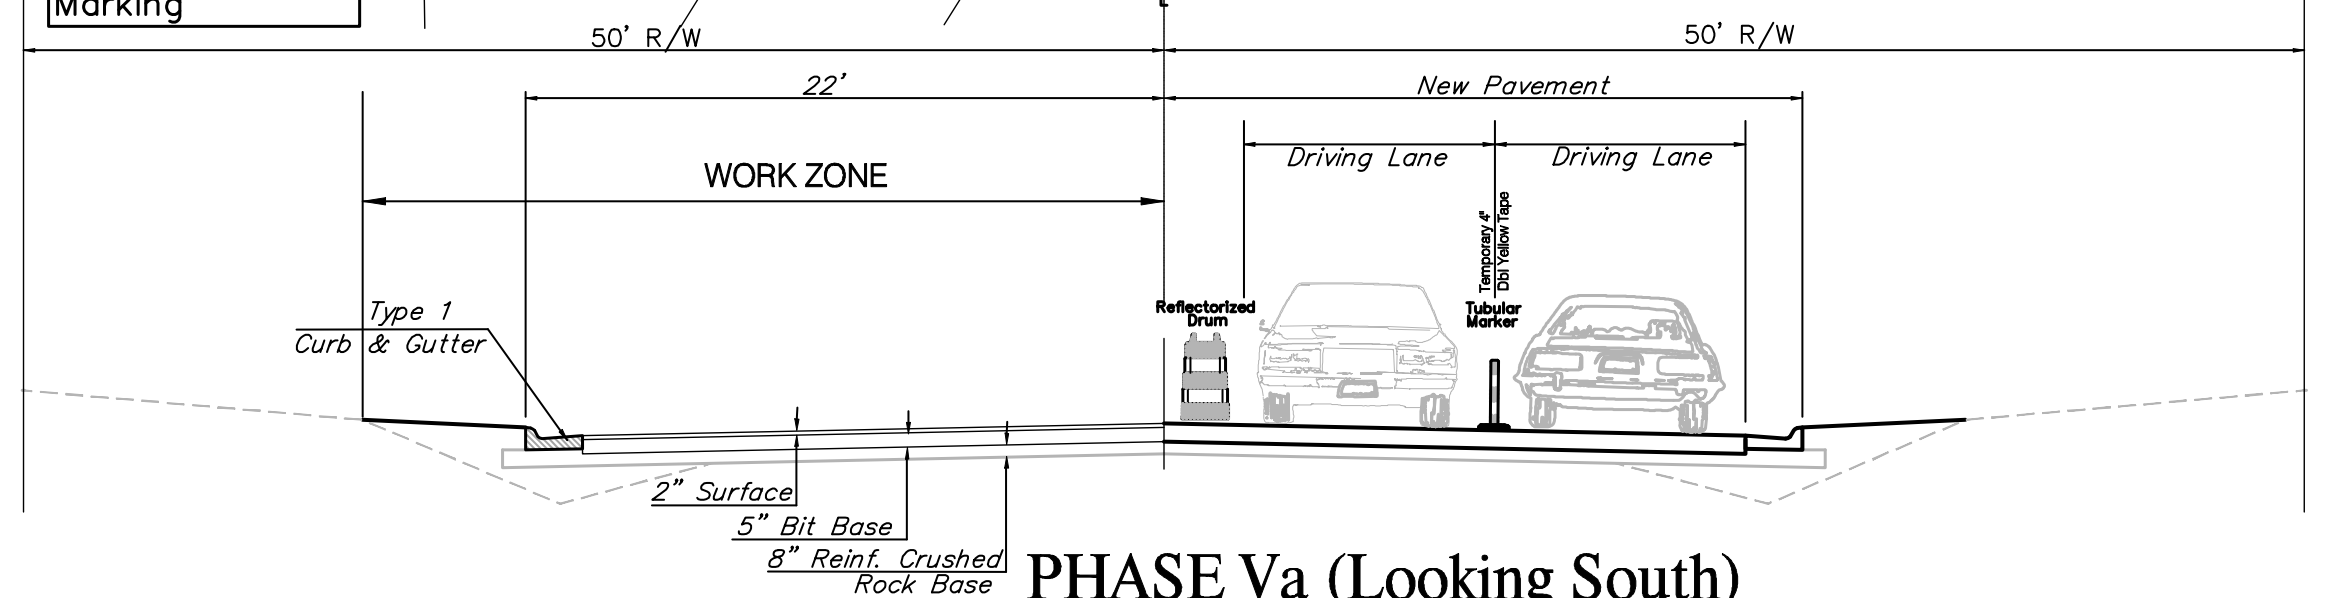 Marking
50' R/W
50' R/W
22'
New Pavement
Driving Lane
Driving Lane
WORK ZONE
Temporary 4"
Dbl Yellow Tape
Reflectorized
Drum
Tubular
Marker
Type 1
Curb & Gutter
2" Surface
5" Bit Base
8" Reinf. Crushed
Rock Base
PHASE Va (Looking South)